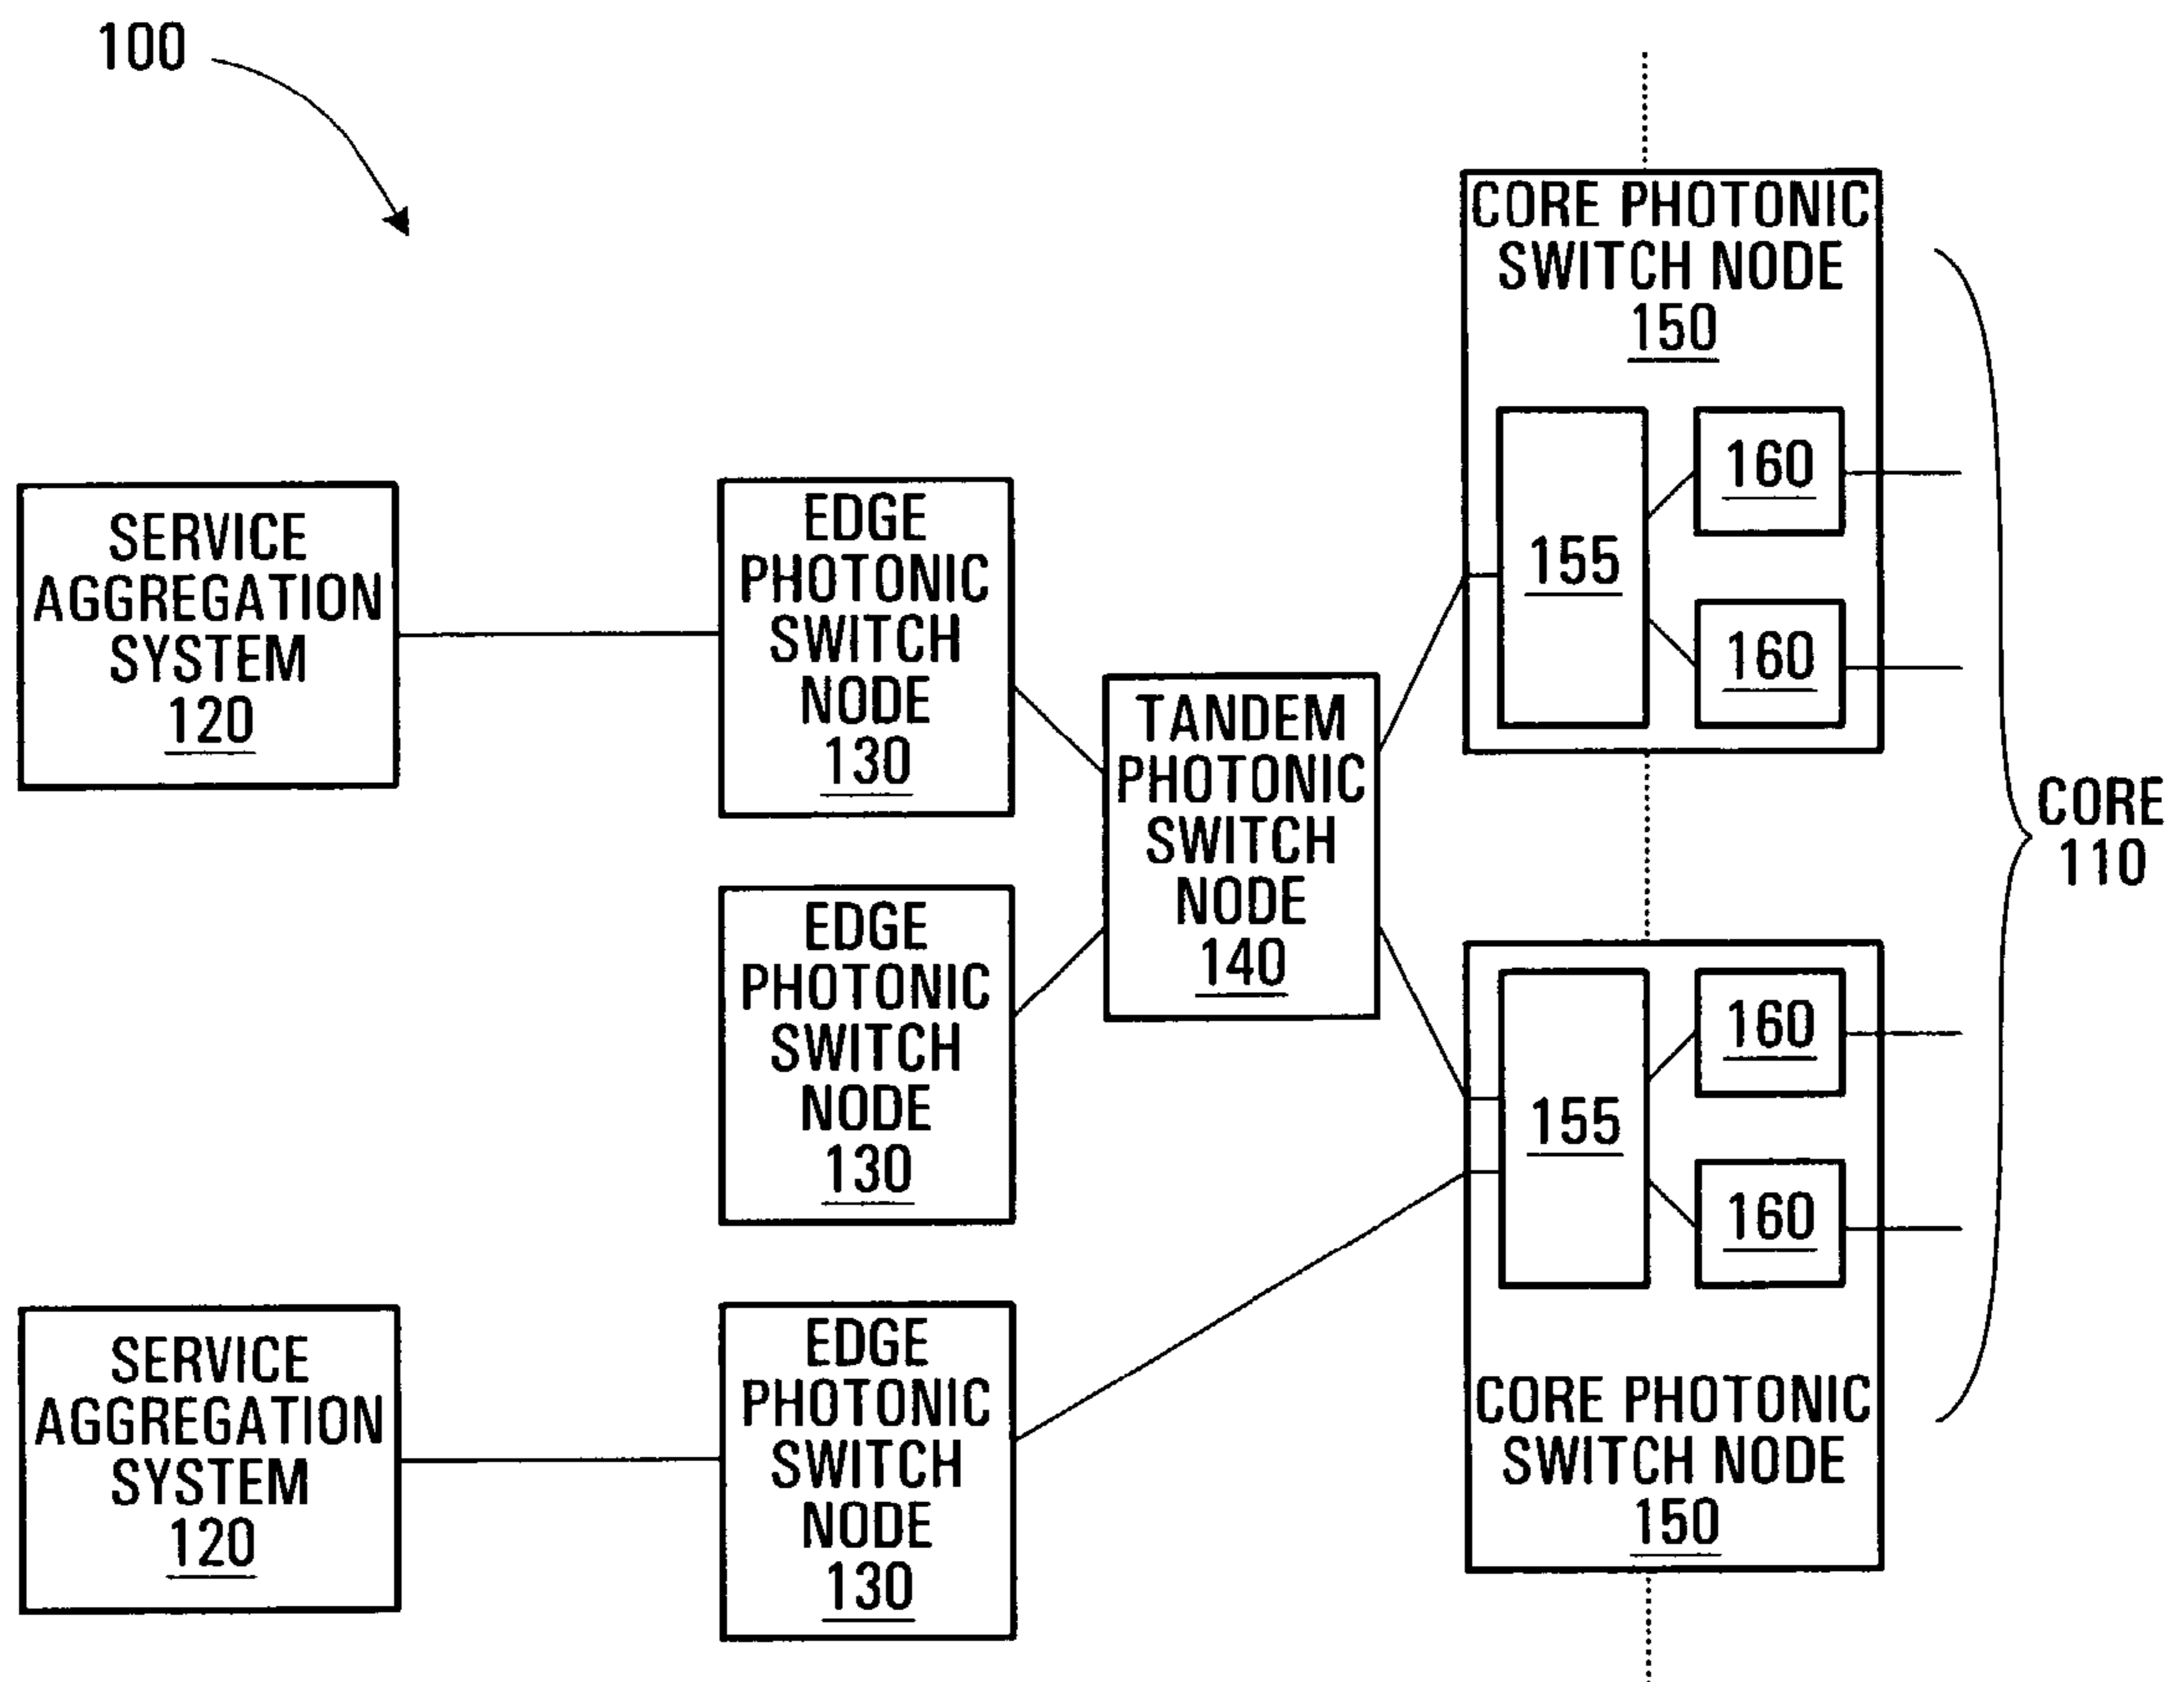 100
CORE PHOTONIC
SWITCH NODE
150
155
160
160
SERVICE
AGGREGATION
SYSTEM
120
EDGE
PHOTONIC
SWITCH
NODE
130
TANDEM
PHOTONIC
SWITCH
NODE
140
CORE
110
EDGE
PHOTONIC
SWITCH
NODE
130
155
160
160
CORE PHOTONIC
SWITCH NODE
150
SERVICE
AGGREGATION
SYSTEM
120
EDGE
PHOTONIC
SWITCH
NODE
130